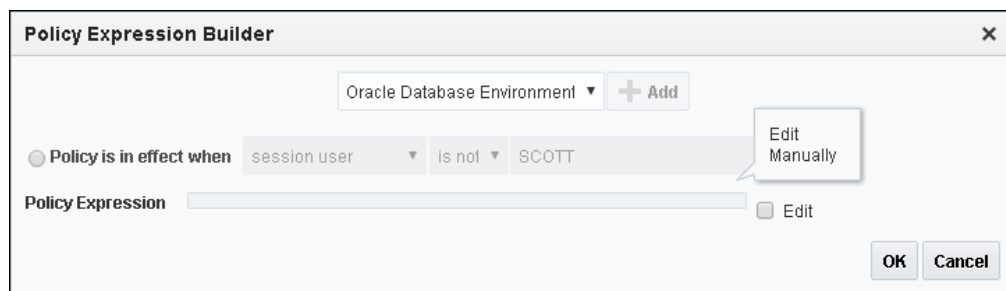 Policy Expression Builder
Oracle Database Environment Add
Edit
Manually
Policy is in effect when session user is not SCOTT
Policy Expression Edit
OK Cancel